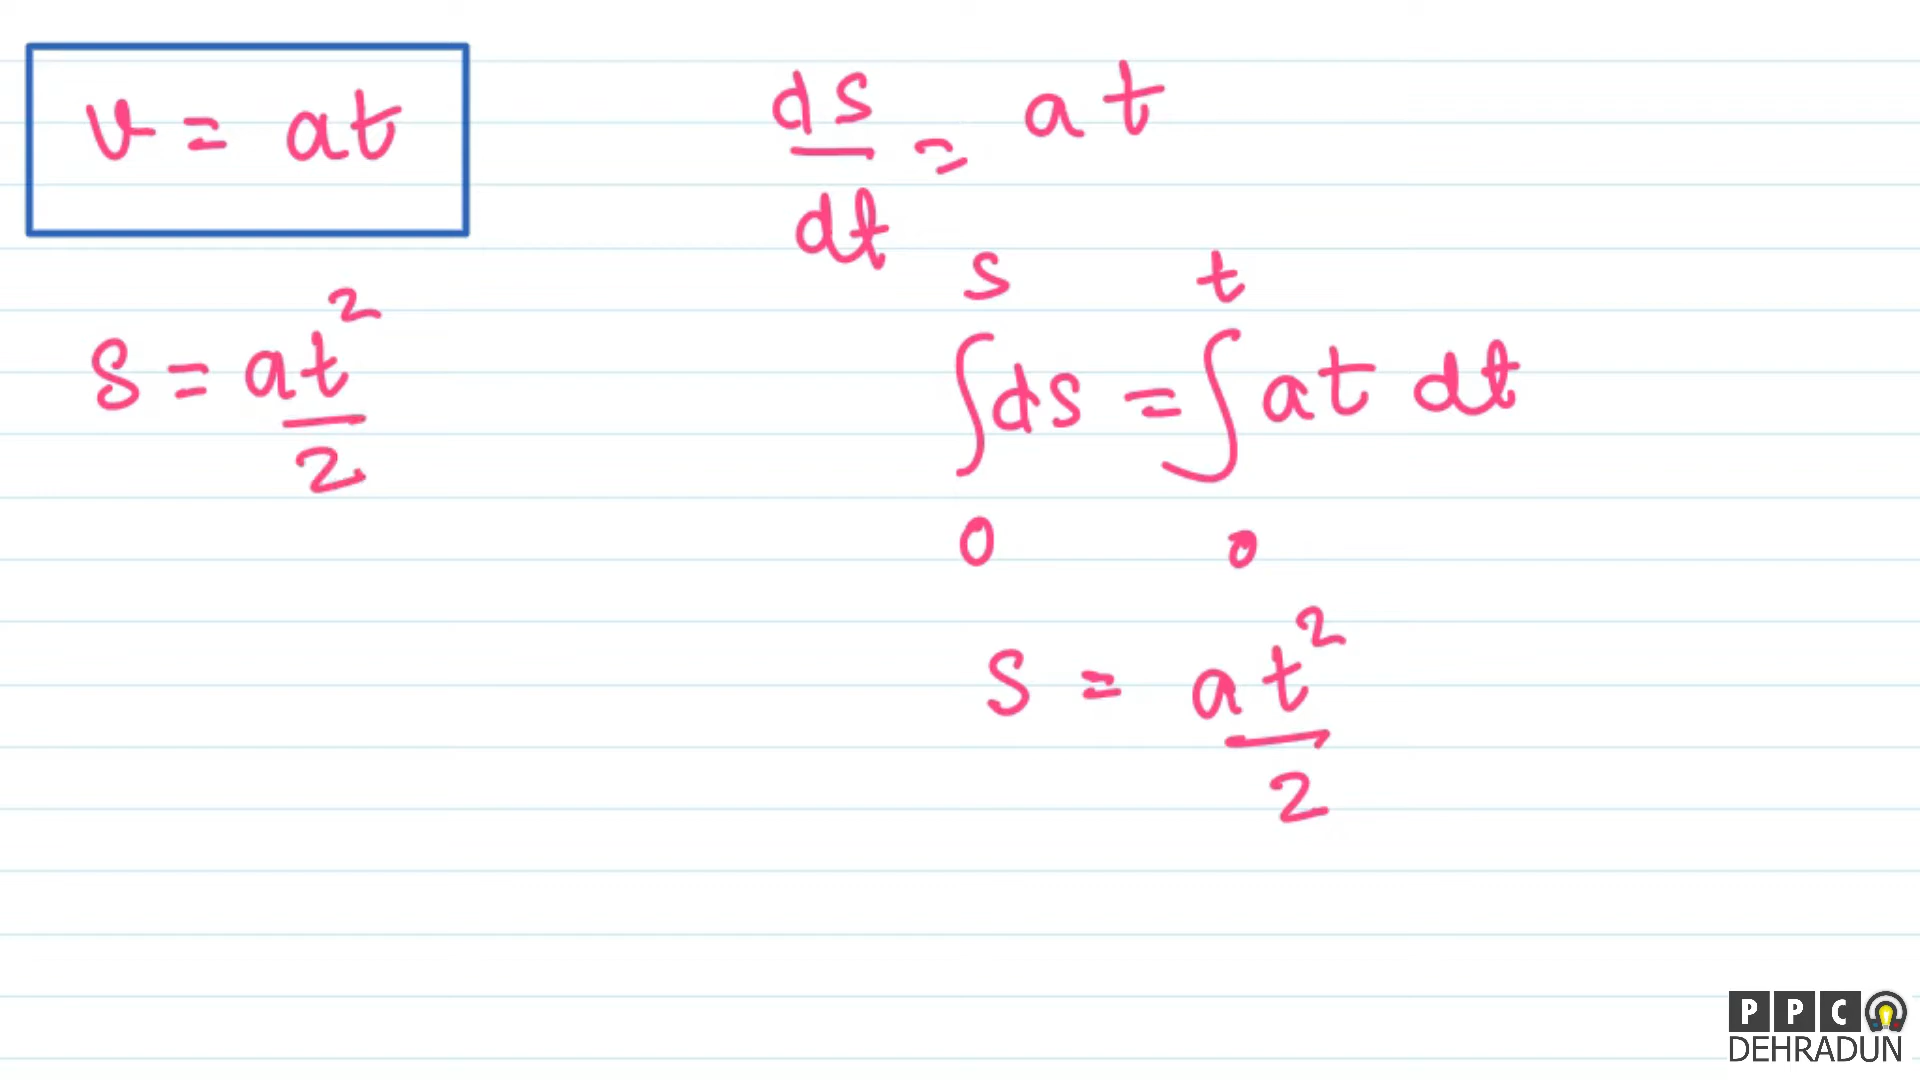 v = at
s = at²/2
ds/dt = at
∫₀ˢ ds = ∫₀ᵗ at dt
s = at²/2
PPC
DEHRADUN